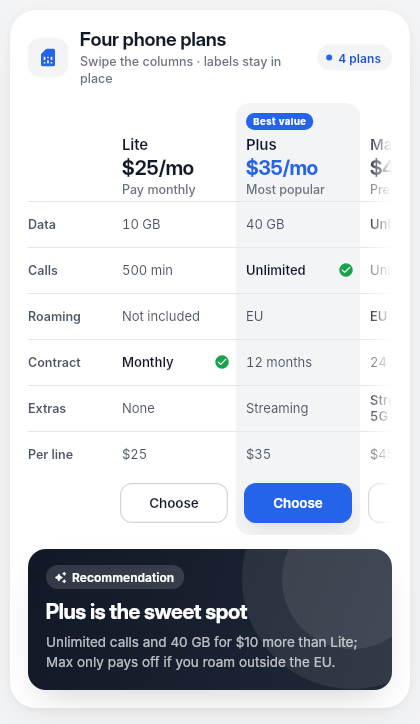 Four phone plans
Swipe the columns · labels stay in
place
4 plans
Best value
Lite Plus
$25/mo $35/mo
Pay monthly Most popular
Data 10 GB 40 GB
Calls 500 min Unlimited
Roaming Not included EU EU
Contract Monthly 12 months 24
Extras None Streaming
5G
Per line $25 $35
Choose Choose
Recommendation
Plus is the sweet spot
Unlimited calls and 40 GB for $10 more than Lite;
Max only pays off if you roam outside the EU.